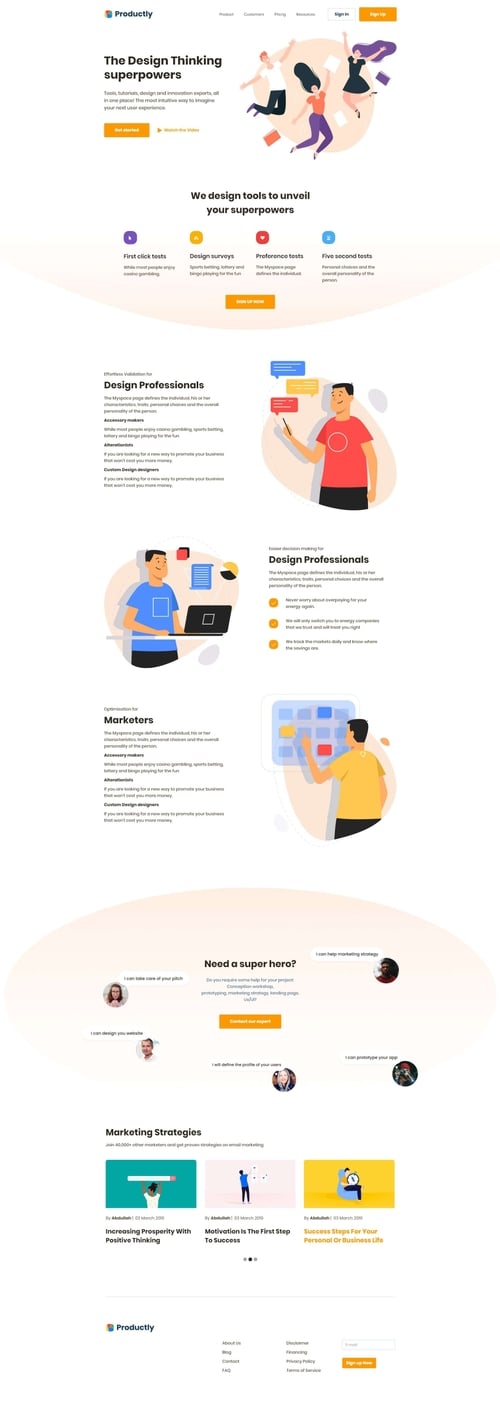 Productly
Product Customers Pricing Resources Sign In Sign Up
The Design Thinking
superpowers
Tools, tutorials, design and innovation experts, all
in one place! The most intuitive way to imagine
your next user experience.
Get started Watch the Video
We design tools to unveil
your superpowers
First click tests
While most people enjoy
casino gambling,
Design surveys
Sports betting, lottery and
bingo playing for the fun
Preference tests
The Myspace page
defines the individual.
Five second tests
Personal choices and the
overall personality of the
person.
SIGN UP NOW
Effortless Validation for
Design Professionals
The Myspace page defines the individual, his or her
characteristics, traits, personal choices and the overall
personality of the person.
Accessory makers
While most people enjoy casino gambling, sports betting,
lottery and bingo playing for the fun
Alterationists
If you are looking for a new way to promote your business
that won't cost you more money,
Custom Design designers
If you are looking for a new way to promote your business
that won't cost you more money,
Easier decision making for
Design Professionals
The Myspace page defines the individual, his or her
characteristics, traits, personal choices and the overall
personality of the person.
Never worry about overpaying for your
energy again.
We will only switch you to energy companies
that we trust and will treat you right
We track the markets daily and know where
the savings are.
Optimisation for
Marketers
The Myspace page defines the individual, his or her
characteristics, traits, personal choices and the overall
personality of the person.
Accessory makers
While most people enjoy casino gambling, sports betting,
lottery and bingo playing for the fun
Alterationists
If you are looking for a new way to promote your business
that won't cost you more money,
Custom Design designers
If you are looking for a new way to promote your business
that won't cost you more money,
I can help marketing strategy
Need a super hero?
I can take care of your pitch
Do you require some help for your project:
Conception workshop,
prototyping, marketing strategy, landing page,
Ux/UI?
Contact our expert
I can design you website
I can prototype your app
I will define the profile of your users
Marketing Strategies
Join 40,000+ other marketers and get proven strategies on email marketing
By Abdullah | 02 March 2019
Increasing Prosperity With
Positive Thinking
By Abdullah | 03 March 2019
Motivation Is The First Step
To Success
By Abdullah | 03 March 2019
Success Steps For Your
Personal Or Business Life
Productly
About Us
Blog
Contact
FAQ
Disclaimer
Financing
Privacy Policy
Terms of Service
E-mail
Sign up Now